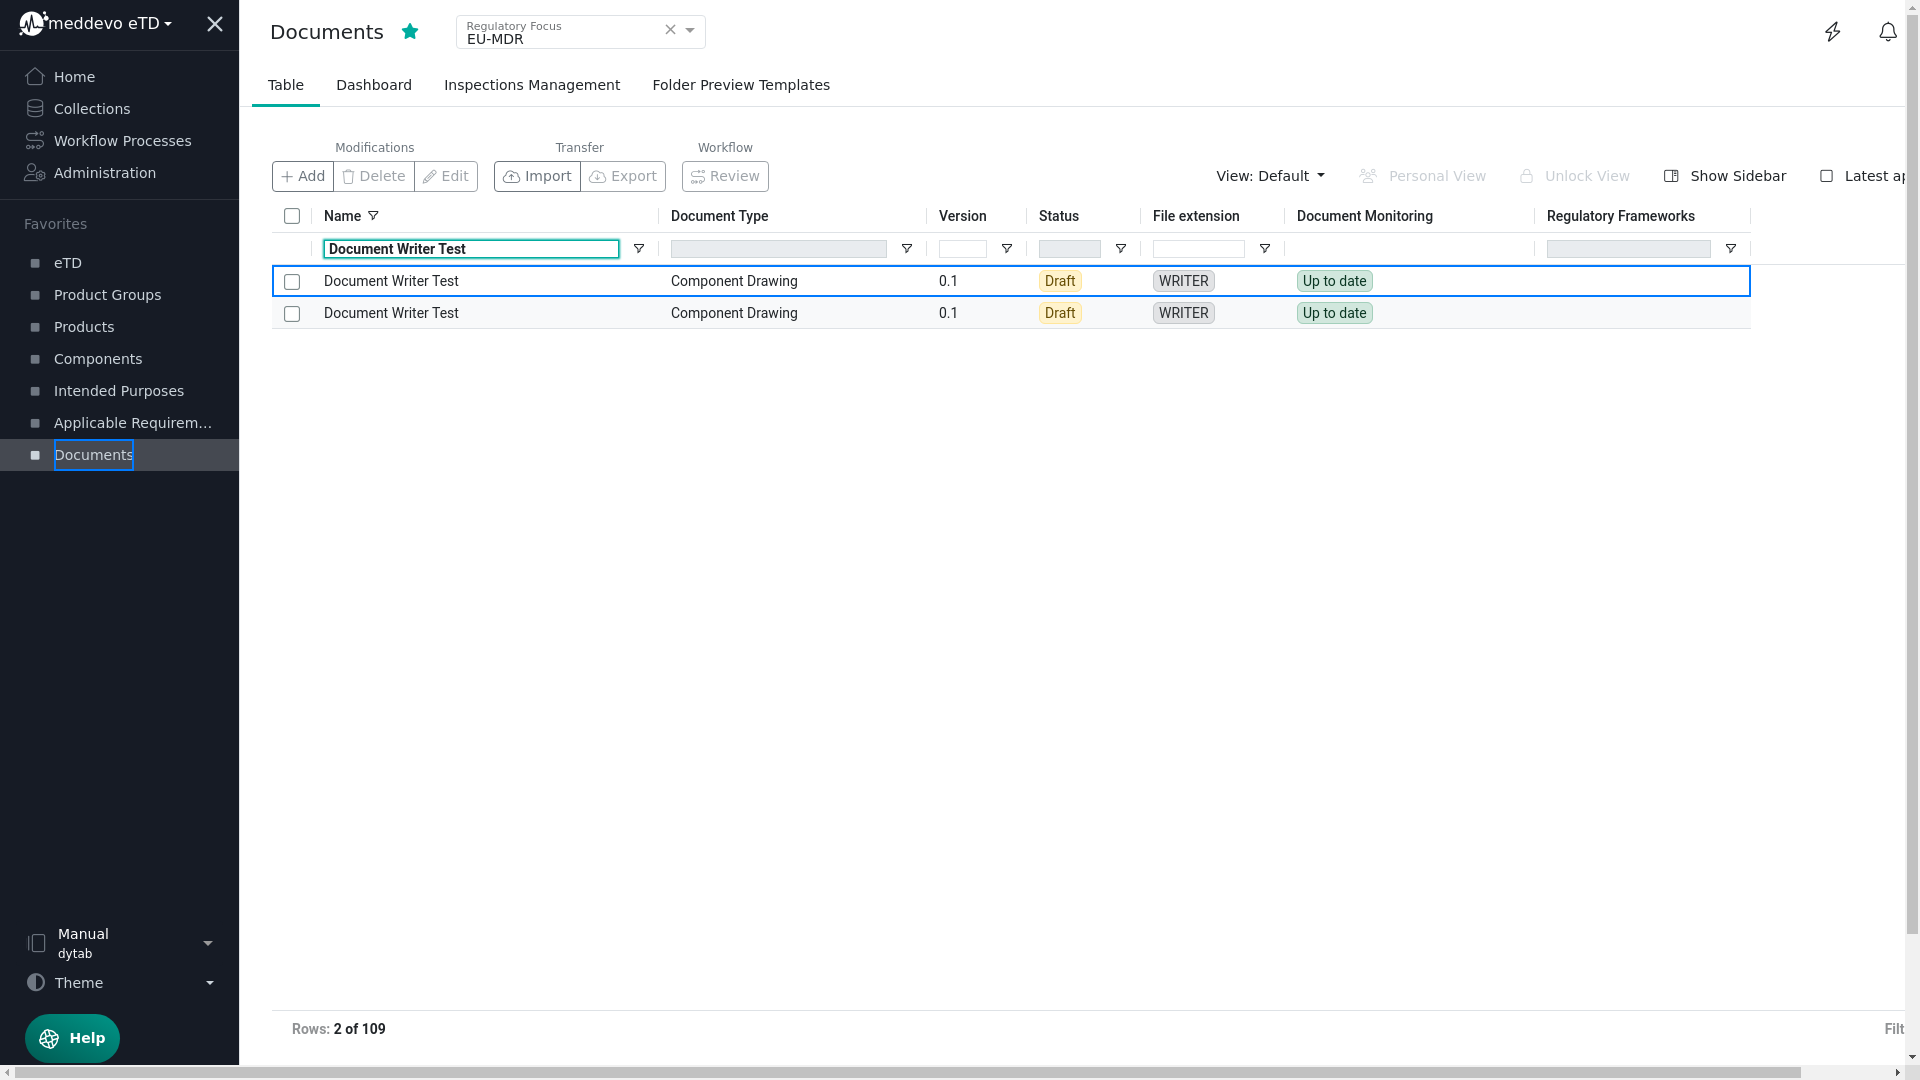 meddevo eTD
Home
Collections
Workflow Processes
Administration
Favorites
eTD
Product Groups
Products
Components
Intended Purposes
Applicable Requirem...
Documents
Manual
dytab
Theme
Help
Documents
Regulatory Focus
EU-MDR
Table Dashboard Inspections Management Folder Preview Templates
Modifications Transfer Workflow
Add Delete Edit Import Export Review View: Default Personal View Unlock View Show Sidebar Latest ap
Name Document Type Version Status File extension Document Monitoring Regulatory Frameworks
Document Writer Test
Document Writer Test Component Drawing 0.1 Draft WRITER Up to date
Document Writer Test Component Drawing 0.1 Draft WRITER Up to date
Rows: 2 of 109 Filt